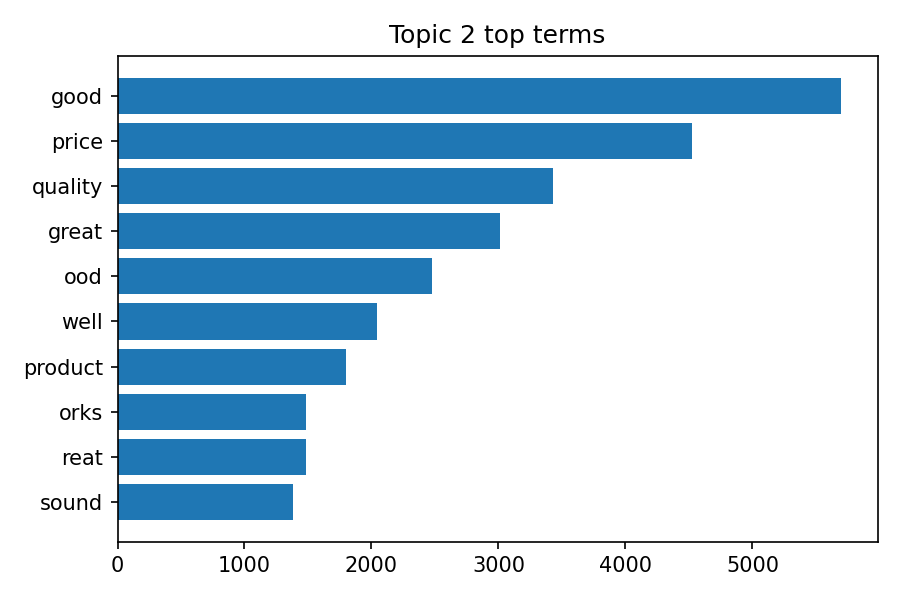 Topic 2 top terms
good
price
quality
great
ood
well
product
orks
reat
sound
0 1000 2000 3000 4000 5000